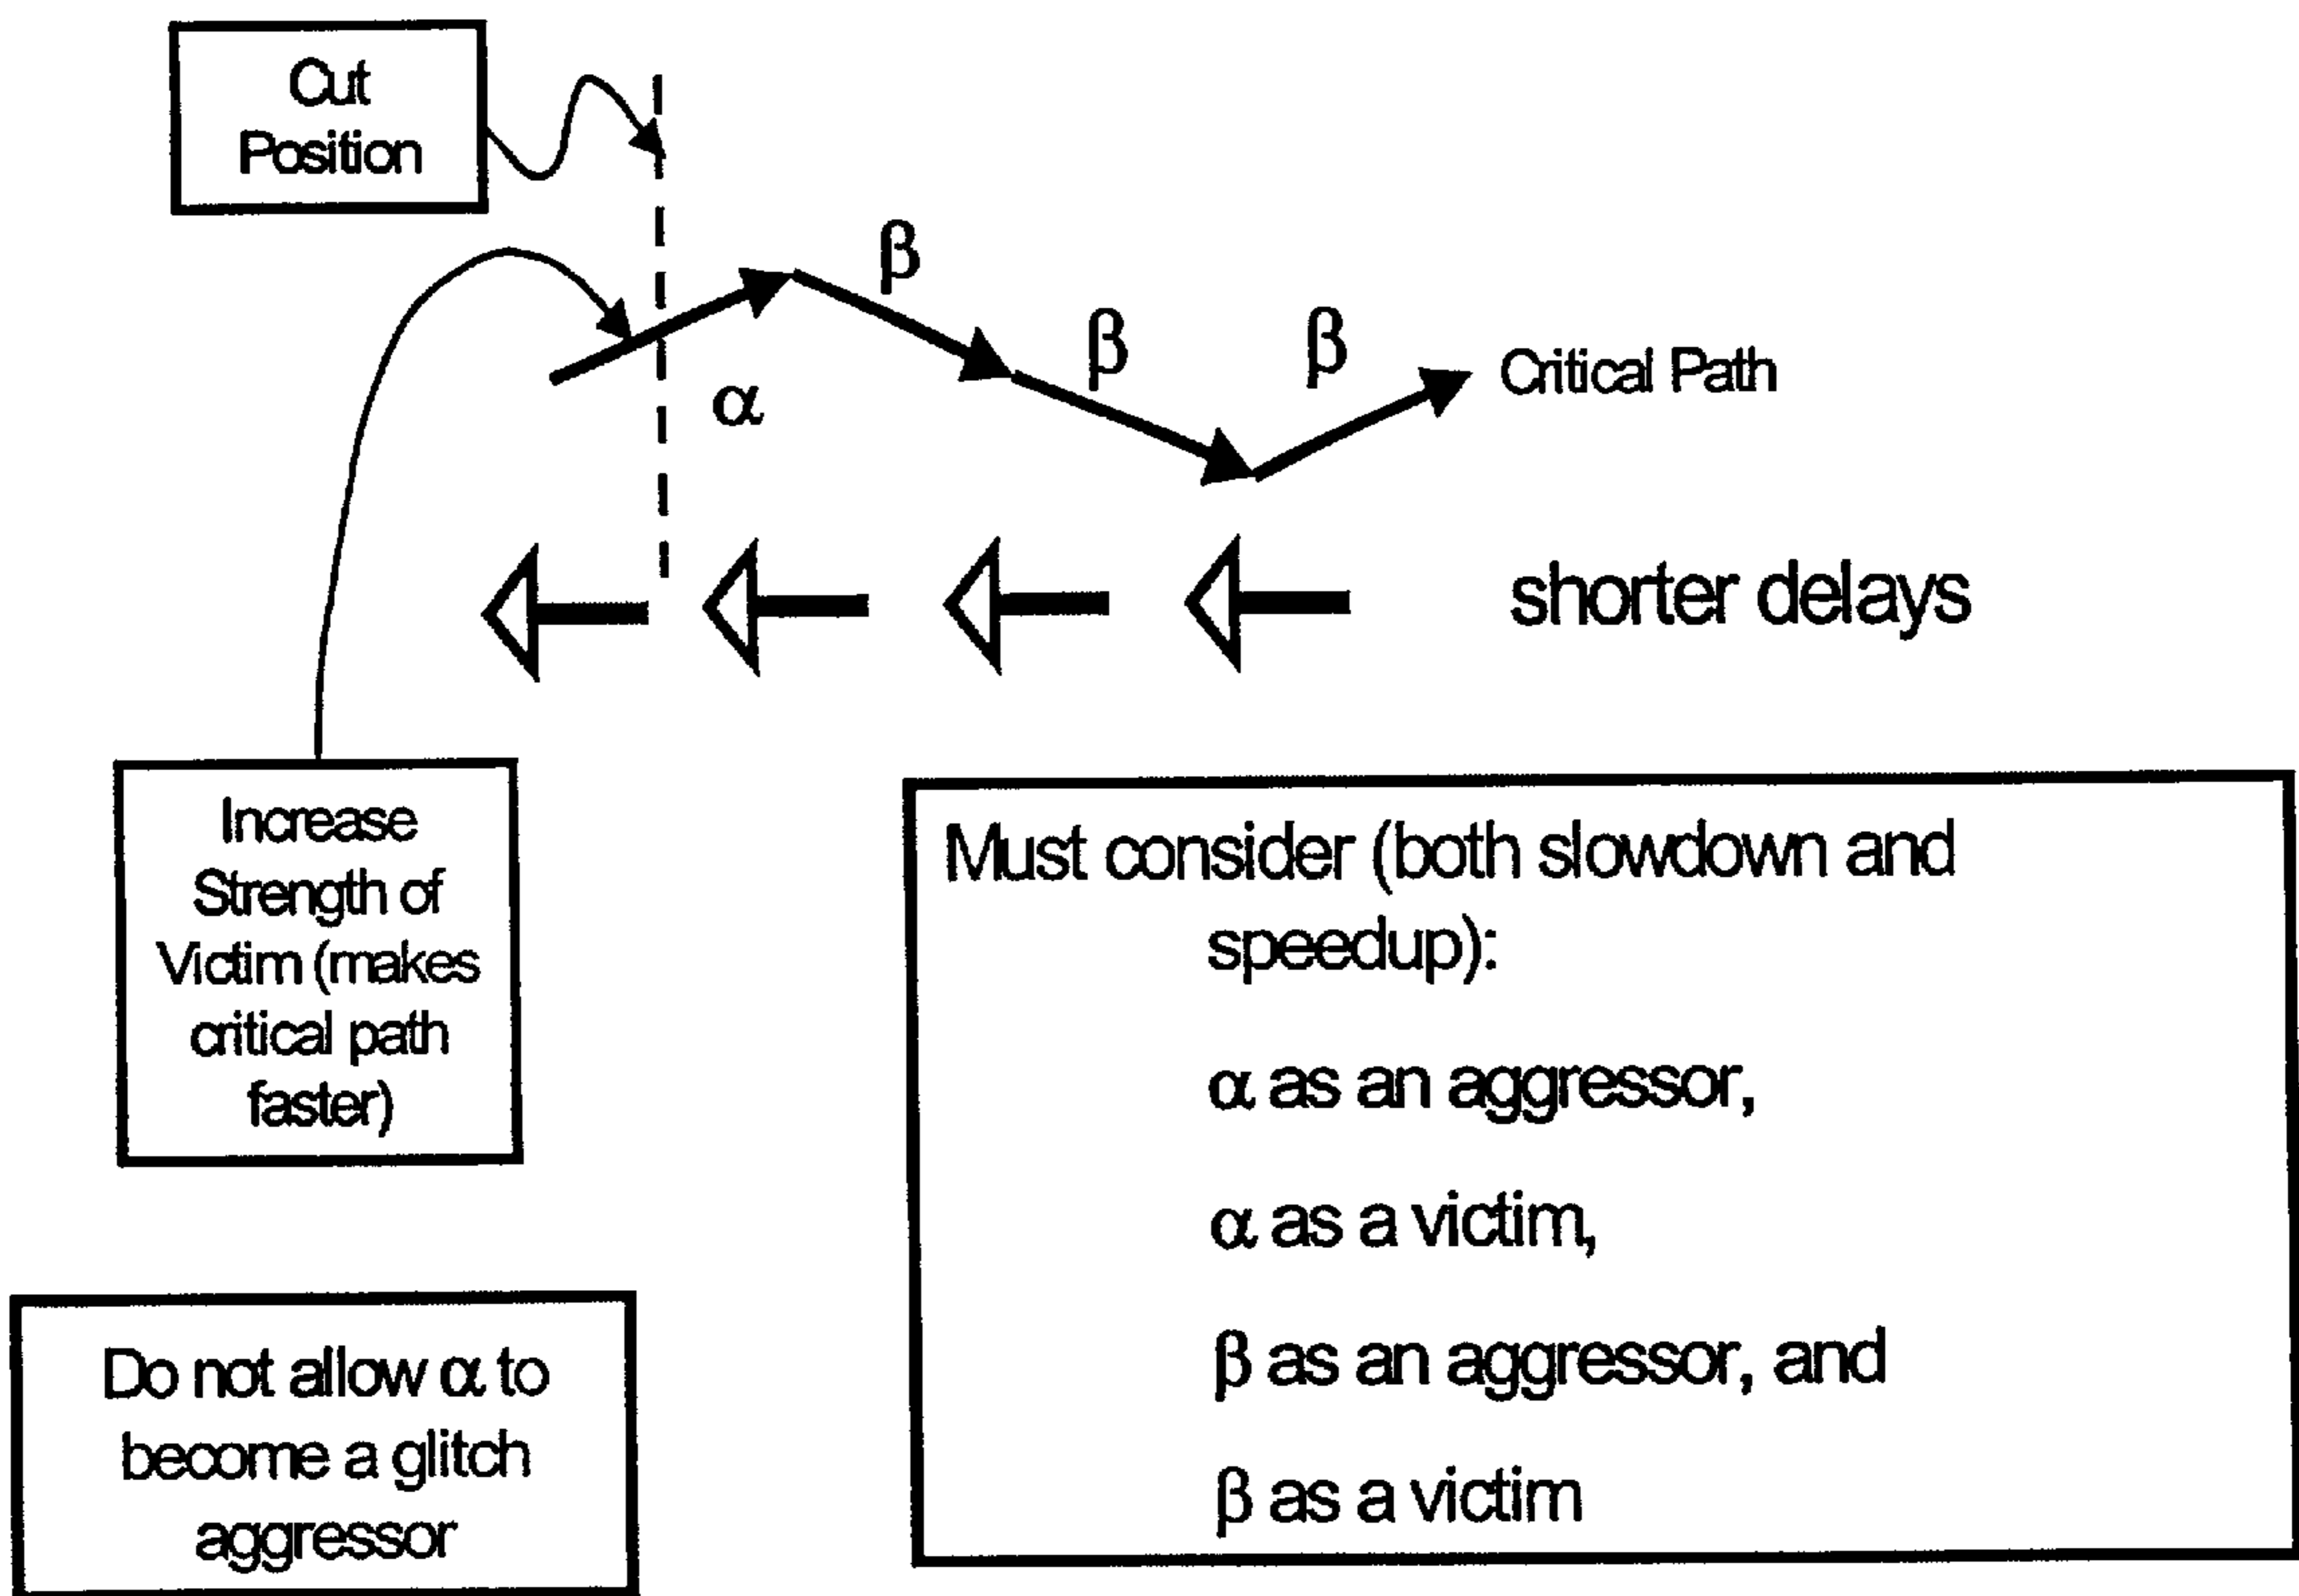 Cut
Position
β
β
β
Critical Path
α
shorter delays
Increase
Strength of
Victim (makes
critical path
faster)
Must consider (both slowdown and
speedup):
α as an aggressor,
α as a victim,
β as an aggressor, and
β as a victim
Do not allow α to
become a glitch
aggressor